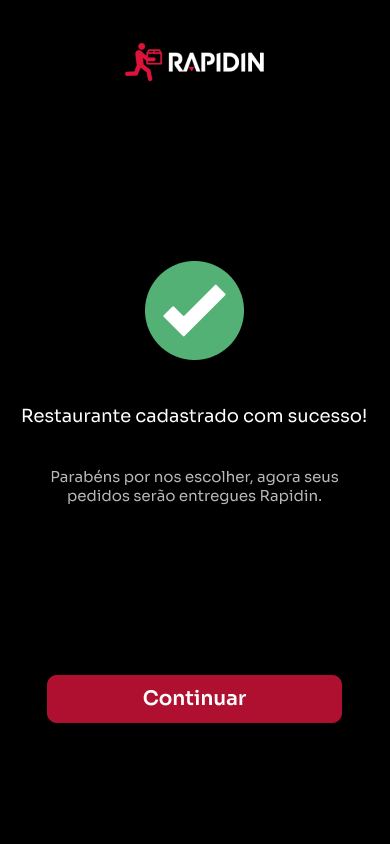 RAPIDIN
Restaurante cadastrado com sucesso!
Parabéns por nos escolher, agora seus
pedidos serão entregues Rapidin.
Continuar